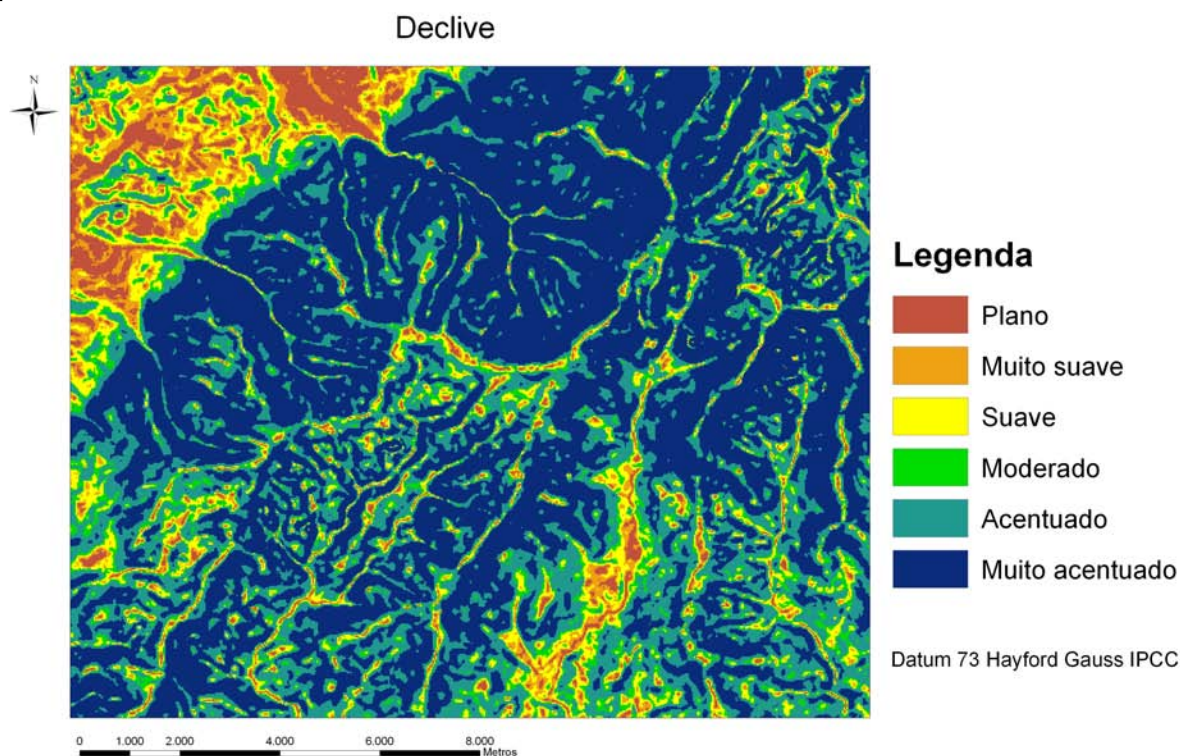 Declive
N
Legenda
Plano
Muito suave
Suave
Moderado
Acentuado
Muito acentuado
Datum 73 Hayford Gauss IPCC
0 1.000 2.000 4.000 6.000 8.000
Metros